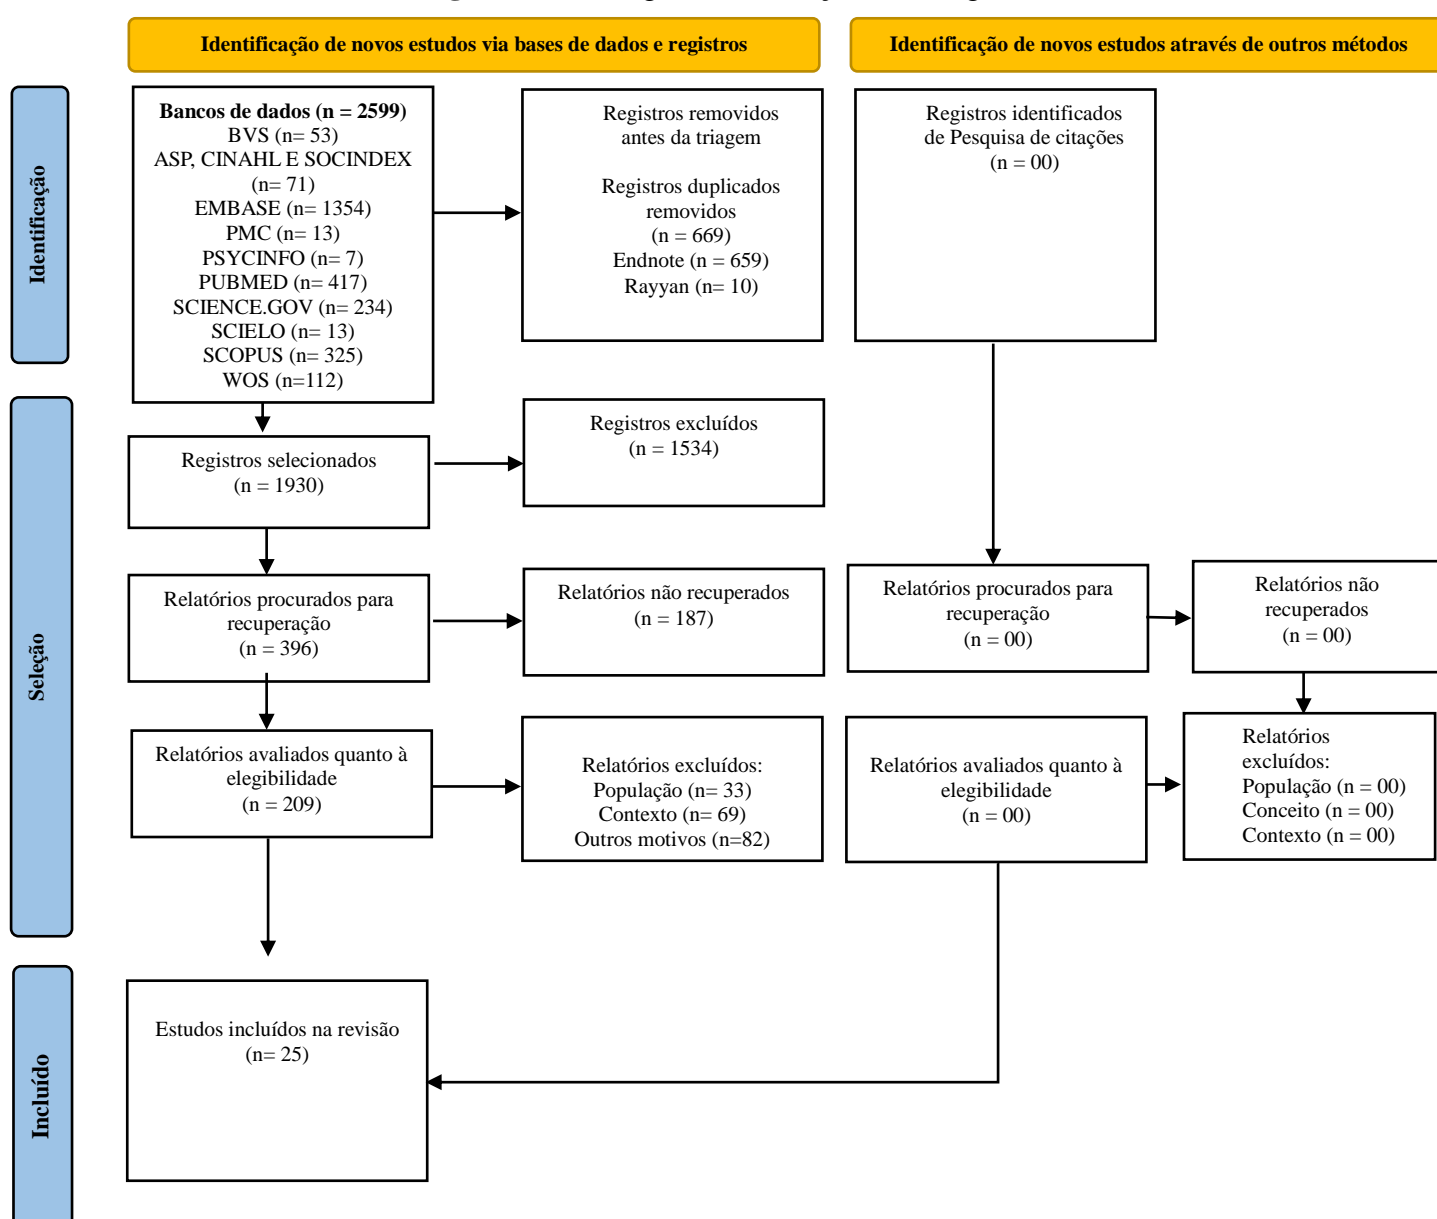 Identificação de novos estudos via bases de dados e registros
Identificação de novos estudos através de outros métodos
Identificação
Bancos de dados (n = 2599)
BVS (n= 53)
ASP, CINAHL E SOCINDEX
(n= 71)
EMBASE (n= 1354)
PMC (n= 13)
PSYCINFO (n= 7)
PUBMED (n= 417)
SCIENCE.GOV (n= 234)
SCIELO (n= 13)
SCOPUS (n= 325)
WOS (n=112)
Registros removidos
antes da triagem
Registros duplicados
removidos
(n = 669)
Endnote (n = 659)
Rayyan (n= 10)
Registros identificados
de Pesquisa de citações
(n = 00)
Seleção
Registros selecionados
(n = 1930)
Registros excluídos
(n = 1534)
Relatórios procurados para
recuperação
(n = 396)
Relatórios não recuperados
(n = 187)
Relatórios procurados para
recuperação
(n = 00)
Relatórios não
recuperados
(n = 00)
Relatórios avaliados quanto à
elegibilidade
(n = 209)
Relatórios excluídos:
População (n= 33)
Contexto (n= 69)
Outros motivos (n=82)
Relatórios avaliados quanto à
elegibilidade
(n = 00)
Relatórios
excluídos:
População (n = 00)
Conceito (n = 00)
Contexto (n = 00)
Incluído
Estudos incluídos na revisão
(n= 25)